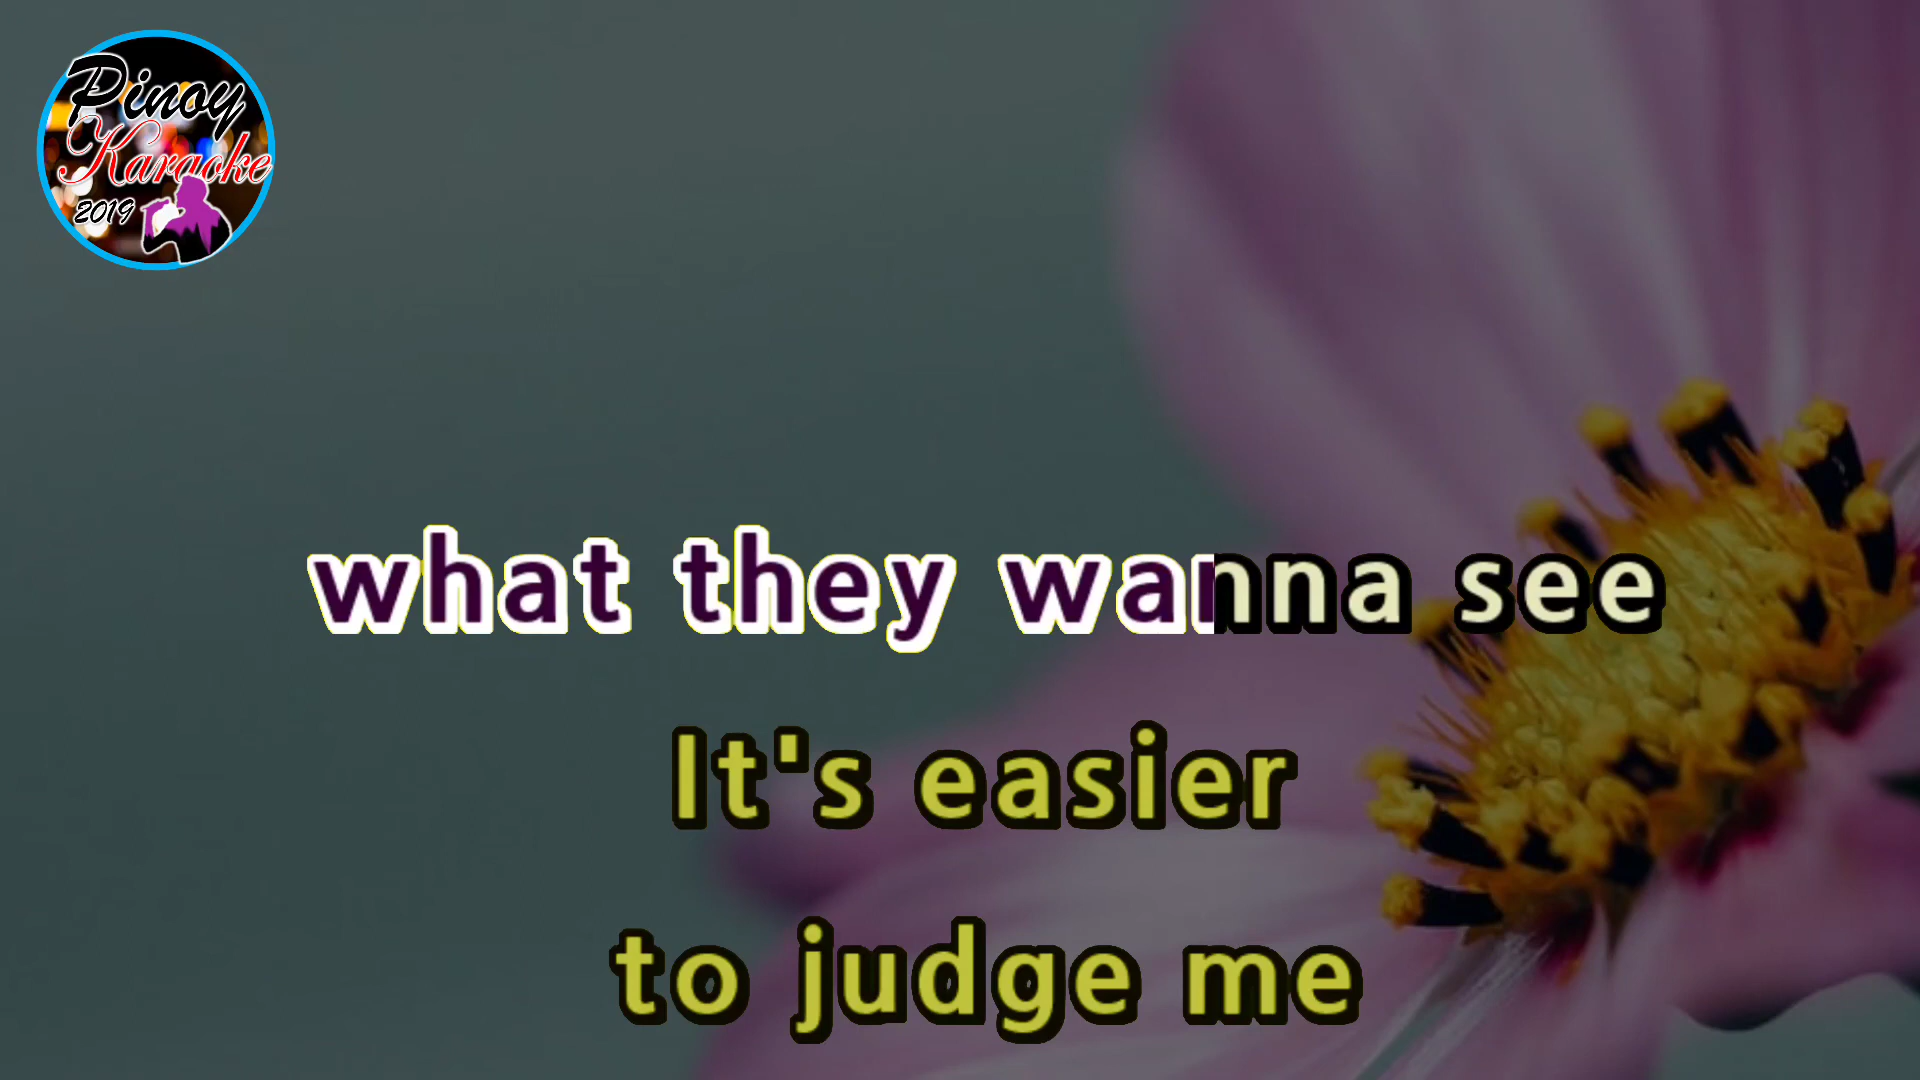 Pinoy
Karaoke
2019
what they wanna see
It's easier
to judge me